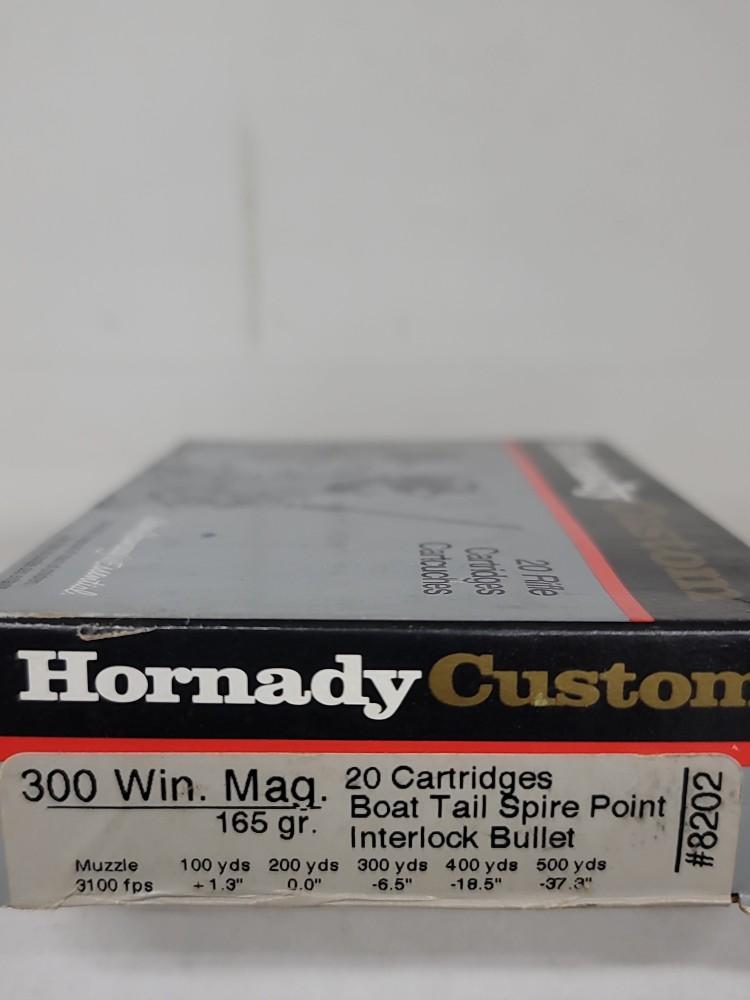 20 Rifle
Cartridges
Cartouches
Custom
Hornady Custom
300 Win. Mag.
165 gr.
20 Cartridges
Boat Tail Spire Point
Interlock Bullet
#8202
Muzzle 100 yds 200 yds 300 yds 400 yds 500 yds
3100 fps +1.3" 0.0" -6.5" -18.5" -37.3"